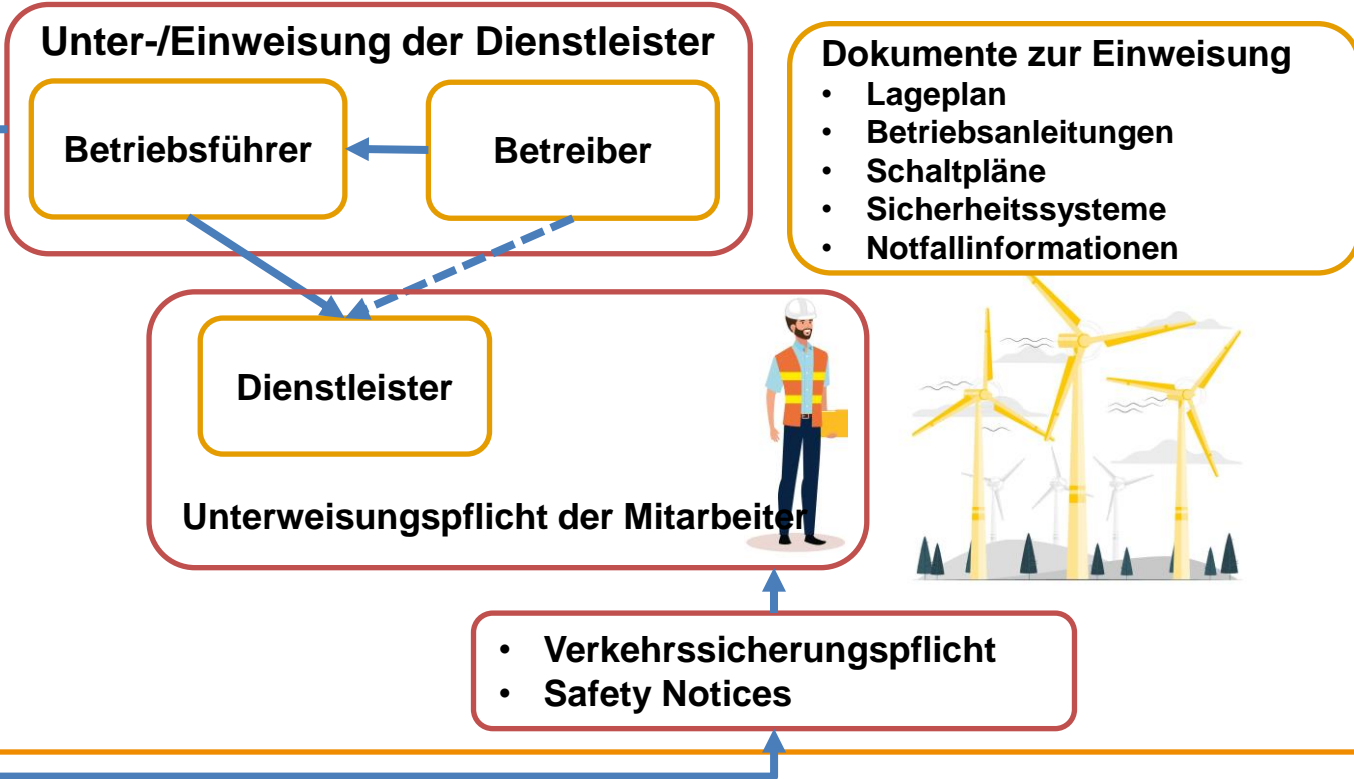 Unter-/Einweisung der Dienstleister
Betriebsführer
Betreiber
Dokumente zur Einweisung
• Lageplan
• Betriebsanleitungen
• Schaltpläne
• Sicherheitssysteme
• Notfallinformationen
Dienstleister
Unterweisungspflicht der Mitarbeiter
• Verkehrssicherungspflicht
• Safety Notices